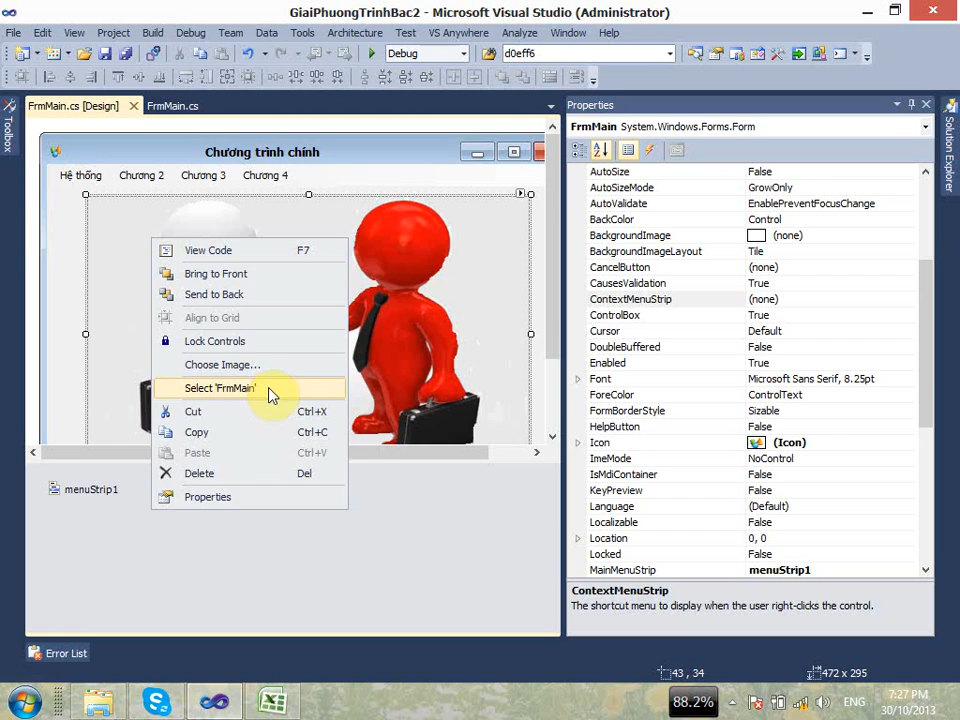 GiaiPhuongTrinhBac2 - Microsoft Visual Studio (Administrator)
File Edit View Project Build Debug Team Data Tools Architecture Test VS Anywhere Analyze Window Help
Debug d0eff6
FrmMain.cs [Design] FrmMain.cs
Toolbox
Chương trình chính
Hệ thống Chương 2 Chương 3 Chương 4
View Code F7
Bring to Front
Send to Back
Align to Grid
Lock Controls
Choose Image...
Select 'FrmMain'
Cut Ctrl+X
Copy Ctrl+C
Paste Ctrl+V
Delete Del
Properties
menuStrip1
Error List
Properties
FrmMain System.Windows.Forms.Form
AutoSize False
AutoSizeMode GrowOnly
AutoValidate EnablePreventFocusChange
BackColor Control
BackgroundImage (none)
BackgroundImageLayout Tile
CancelButton (none)
CausesValidation True
ContextMenuStrip (none)
ControlBox True
Cursor Default
DoubleBuffered False
Enabled True
Font Microsoft Sans Serif, 8.25pt
ForeColor ControlText
FormBorderStyle Sizable
HelpButton False
Icon (Icon)
ImeMode NoControl
IsMdiContainer False
KeyPreview False
Language (Default)
Localizable False
Location 0, 0
Locked False
MainMenuStrip menuStrip1
ContextMenuStrip
The shortcut menu to display when the user right-clicks the control.
Solution Explorer
43 , 34 472 x 295
88.2% ENG 7:27 PM
30/10/2013